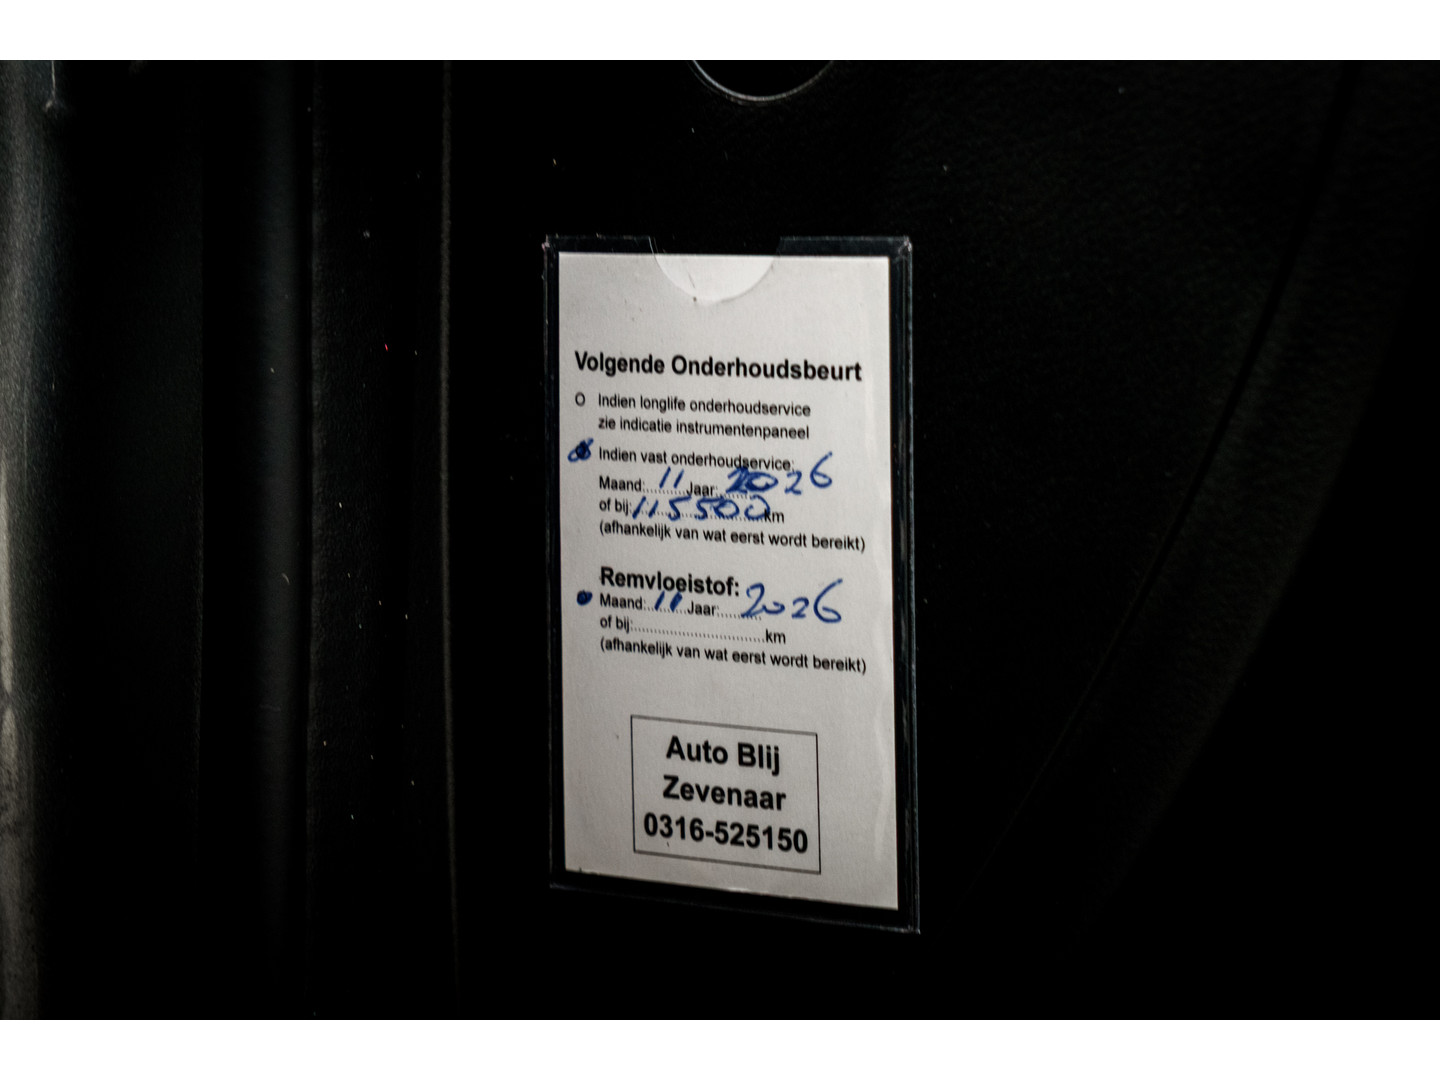 Volgende Onderhoudsbeurt
O Indien longlife onderhoudservice
zie indicatie instrumentenpaneel
Indien vast onderhoudservice:
Maand:.....11.....Jaar:.....2026
of bij:115500km
(afhankelijk van wat eerst wordt bereikt)
Remvloeistof:
Maand:..11..Jaar:.........2026
of bij:................................km
(afhankelijk van wat eerst wordt bereikt)
Auto Blij
Zevenaar
0316-525150